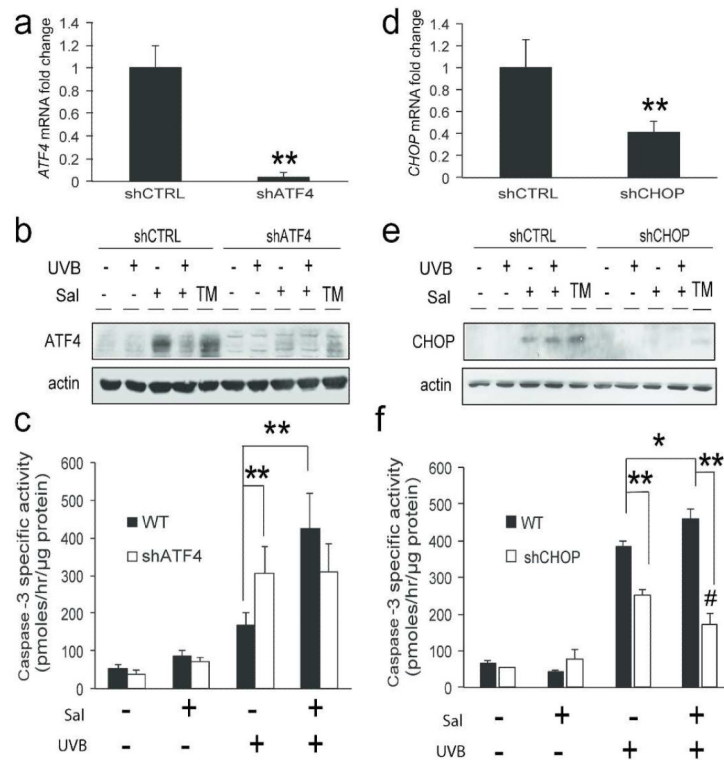 a
ATF4 mRNA fold change
1.4
1.2
1
0.8
0.6
0.4
0.2
0
**
shCTRL shATF4
d
CHOP mRNA fold change
1.4
1.2
1
0.8
0.6
0.4
0.2
0
**
shCTRL shCHOP
b
shCTRL shATF4
UVB - + - + - + - +
Sal - - + + TM - - + + TM
ATF4
actin
e
shCTRL shCHOP
UVB - + - + - + - +
Sal - - + + TM - - + + TM
CHOP
actin
c
Caspase -3 specific activity
(pmoles/hr/µg protein)
600
500
400
300
200
100
0
**
**
WT
shATF4
Sal - + - +
UVB - - + +
f
Caspase -3 specific activity
(pmoles/hr/µg protein)
600
500
400
300
200
100
0
*
**
**
#
WT
shCHOP
Sal - + - +
UVB - - + +